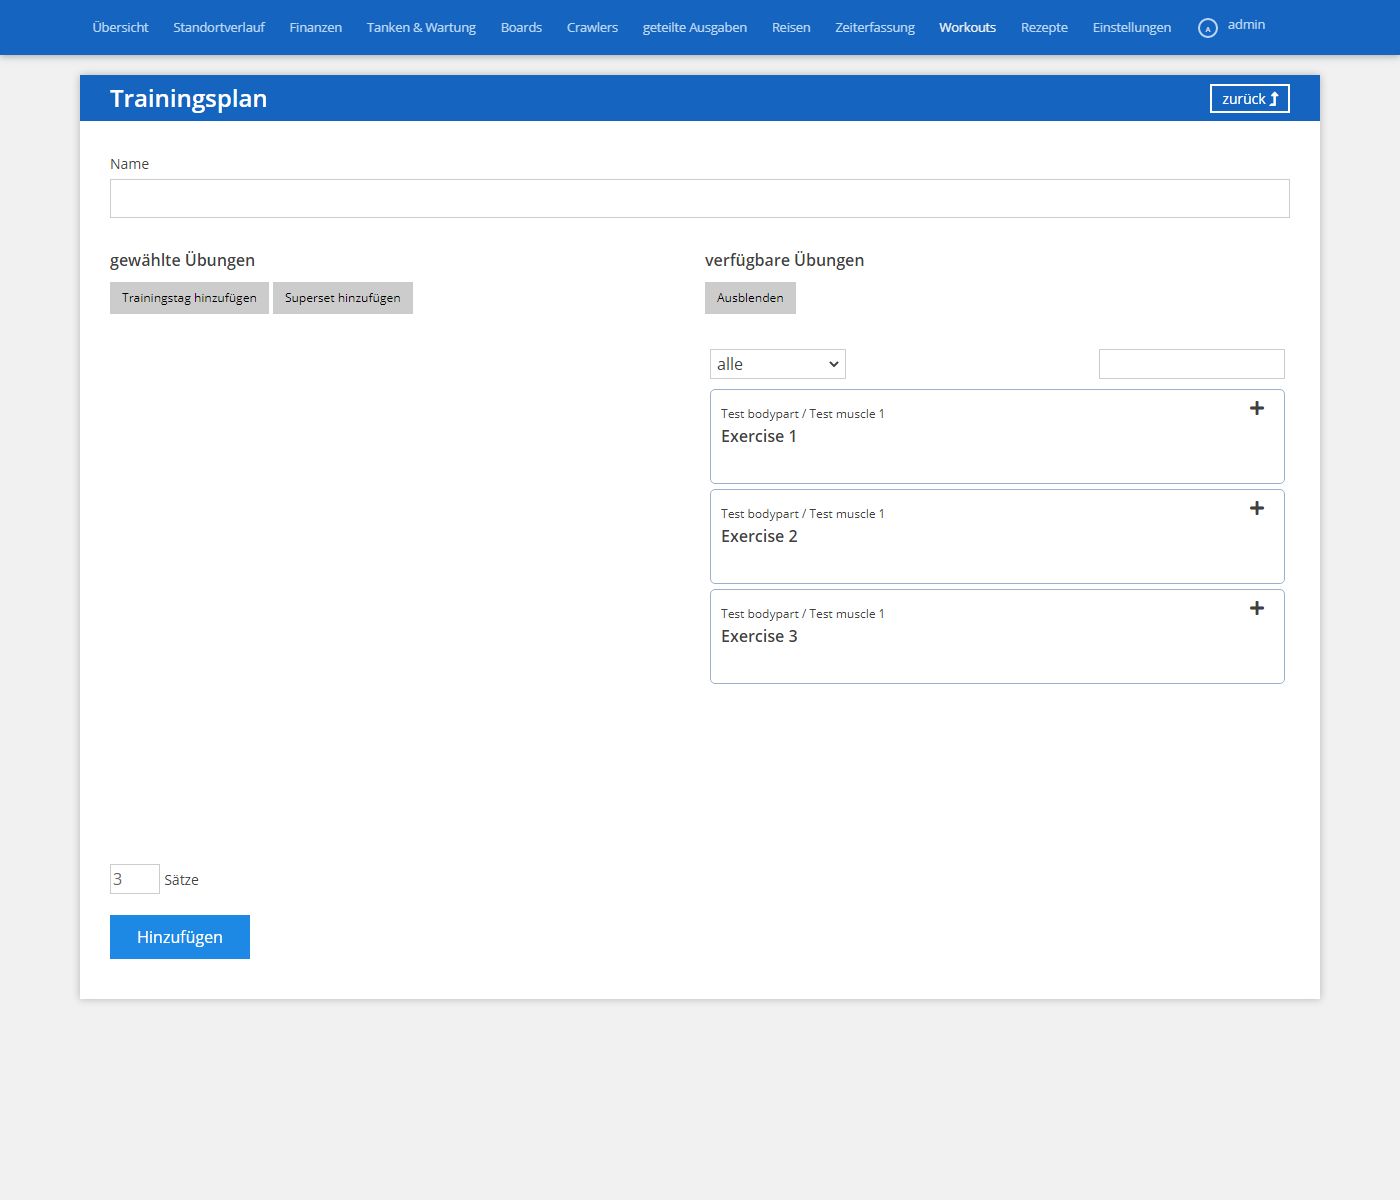 Übersicht Standortverlauf Finanzen Tanken & Wartung Boards Crawlers geteilte Ausgaben Reisen Zeiterfassung Workouts Rezepte Einstellungen A admin
Trainingsplan zurück
Name
gewählte Übungen
Trainingstag hinzufügen Superset hinzufügen
verfügbare Übungen
Ausblenden
alle
Test bodypart / Test muscle 1
Exercise 1
Test bodypart / Test muscle 1
Exercise 2
Test bodypart / Test muscle 1
Exercise 3
3 Sätze
Hinzufügen